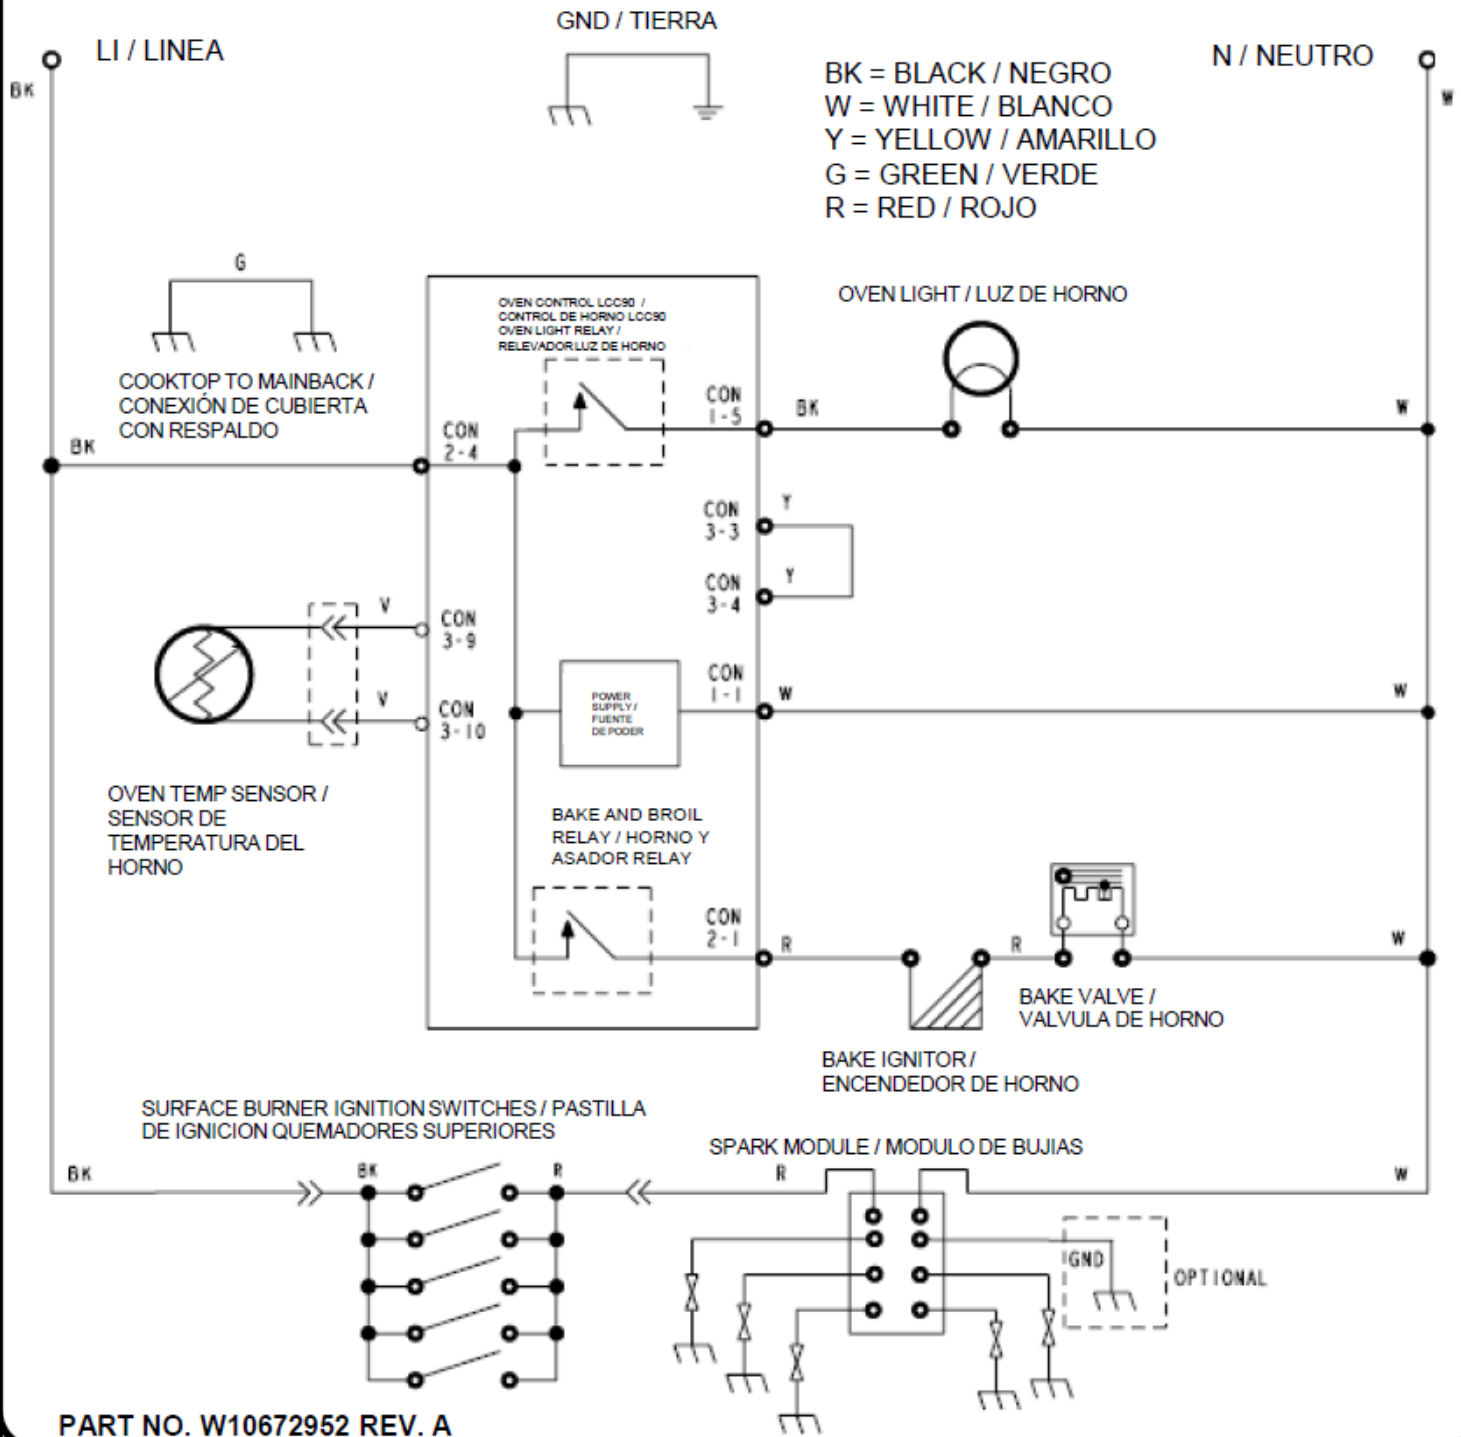 GND / TIERRA
LI / LINEA
N / NEUTRO
BK
W
BK = BLACK / NEGRO
W = WHITE / BLANCO
Y = YELLOW / AMARILLO
G = GREEN / VERDE
R = RED / ROJO
G
COOKTOP TO MAINBACK /
CONEXIÓN DE CUBIERTA
CON RESPALDO
OVEN CONTROL LCC90 /
CONTROL DE HORNO LCC90
OVEN LIGHT RELAY /
RELEVADOR LUZ DE HORNO
OVEN LIGHT / LUZ DE HORNO
CON
1-5
BK
W
BK
CON
2-4
CON
3-3
Y
CON
3-4
Y
V
CON
3-9
V
CON
3-10
OVEN TEMP SENSOR /
SENSOR DE
TEMPERATURA DEL
HORNO
POWER
SUPPLY /
FUENTE
DE PODER
CON
1-1
W
W
BAKE AND BROIL
RELAY / HORNO Y
ASADOR RELAY
CON
2-1
R
R
W
BAKE VALVE /
VALVULA DE HORNO
BAKE IGNITOR /
ENCENDEDOR DE HORNO
SURFACE BURNER IGNITION SWITCHES / PASTILLA
DE IGNICION QUEMADORES SUPERIORES
SPARK MODULE / MODULO DE BUJIAS
BK
BK
R
R
W
GND
OPTIONAL
PART NO. W10672952 REV. A